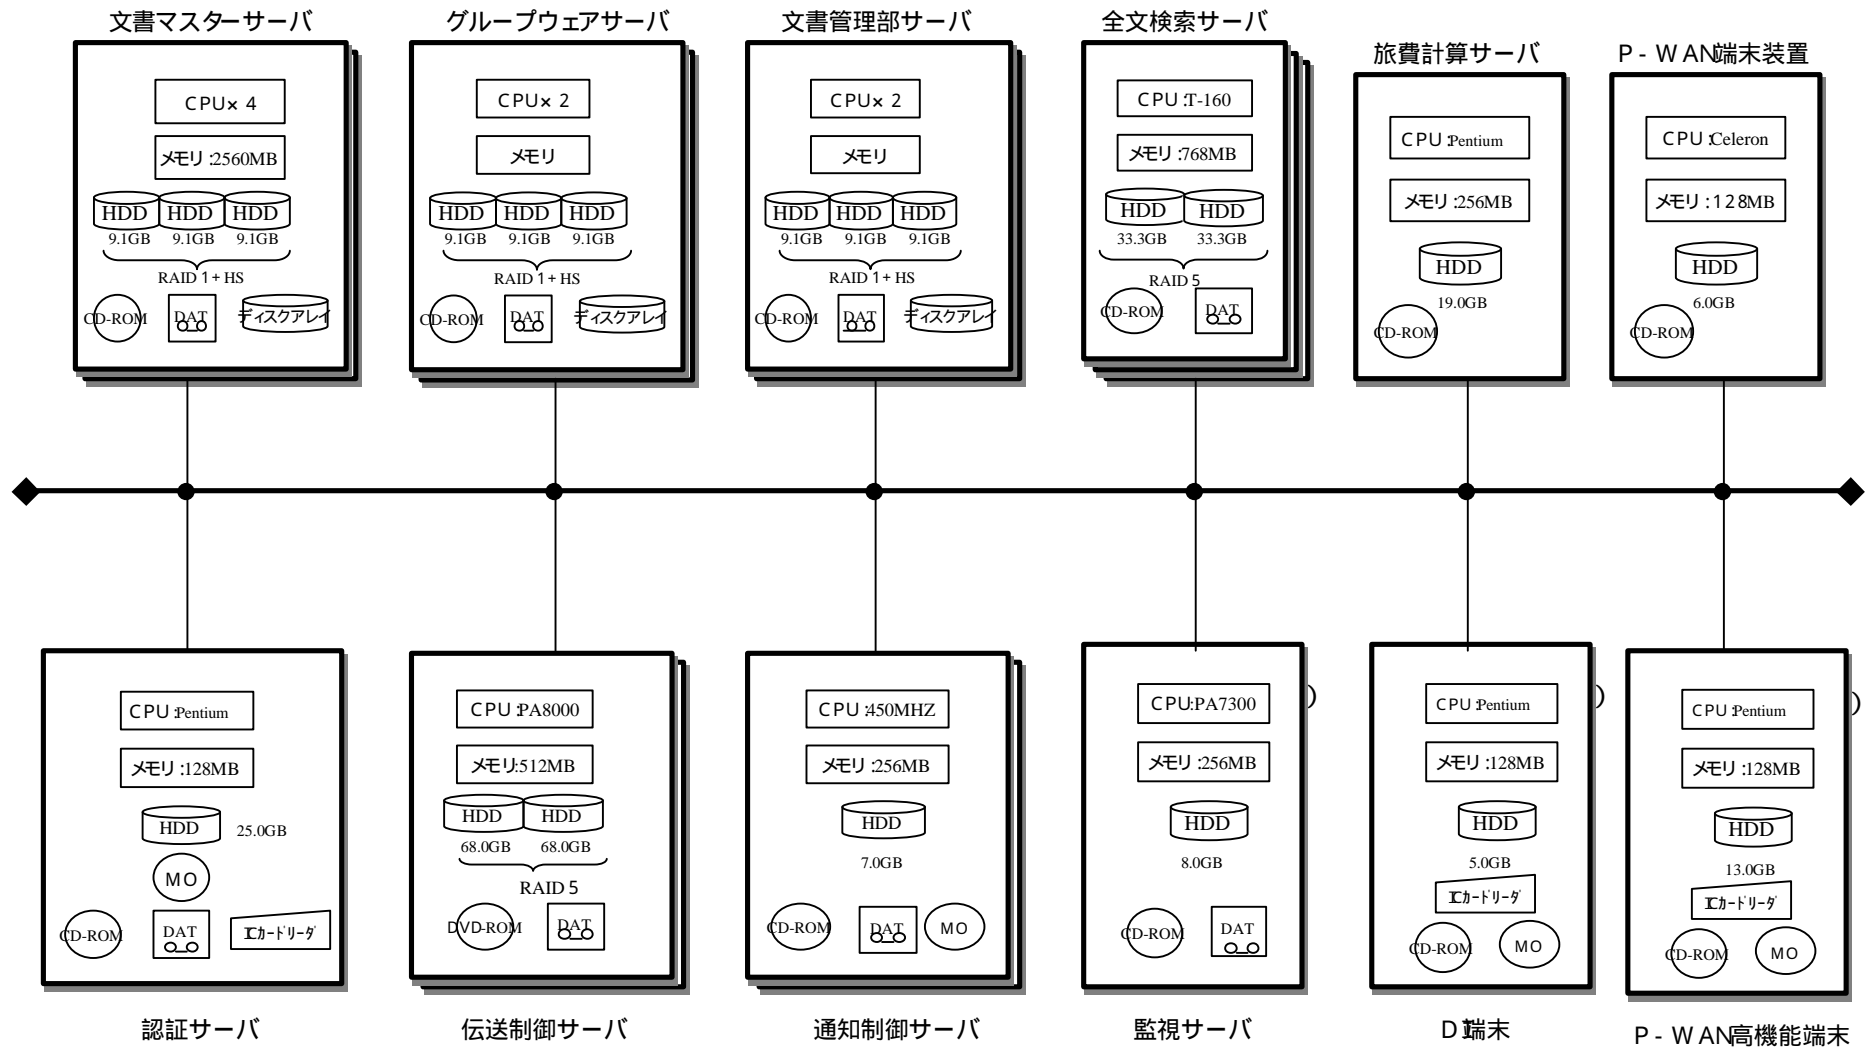 文書マスターサーバ
CPU×4
メモリ:2560MB
HDD HDD HDD
9.1GB 9.1GB 9.1GB
RAID 1+HS
CD-ROM DAT ディスクアレイ
グループウェアサーバ
CPU×2
メモリ
HDD HDD HDD
9.1GB 9.1GB 9.1GB
RAID 1+HS
CD-ROM DAT ディスクアレイ
文書管理部サーバ
CPU×2
メモリ
HDD HDD HDD
9.1GB 9.1GB 9.1GB
RAID 1+HS
CD-ROM DAT ディスクアレイ
全文検索サーバ
CPU:T-160
メモリ:768MB
HDD HDD
33.3GB 33.3GB
RAID 5
CD-ROM DAT
旅費計算サーバ
CPU:Pentium
メモリ:256MB
HDD
19.0GB
CD-ROM
P-WAN端末装置
CPU:Celeron
メモリ:128MB
HDD
6.0GB
CD-ROM
CPU:Pentium
メモリ:128MB
HDD 25.0GB
MO
CD-ROM DAT ICカードリーダ
認証サーバ
CPU:PA8000
メモリ:512MB
HDD HDD
68.0GB 68.0GB
RAID 5
DVD-ROM DAT
伝送制御サーバ
CPU:450MHZ
メモリ:256MB
HDD
7.0GB
CD-ROM DAT MO
通知制御サーバ
CPU:PA7300 )
メモリ:256MB
HDD
8.0GB
CD-ROM DAT
監視サーバ
CPU:Pentium )
メモリ:128MB
HDD
5.0GB
ICカードリーダ
CD-ROM MO
端末
CPU:Pentium )
メモリ:128MB
HDD
13.0GB
ICカードリーダ
CD-ROM MO
P-WAN高機能端末